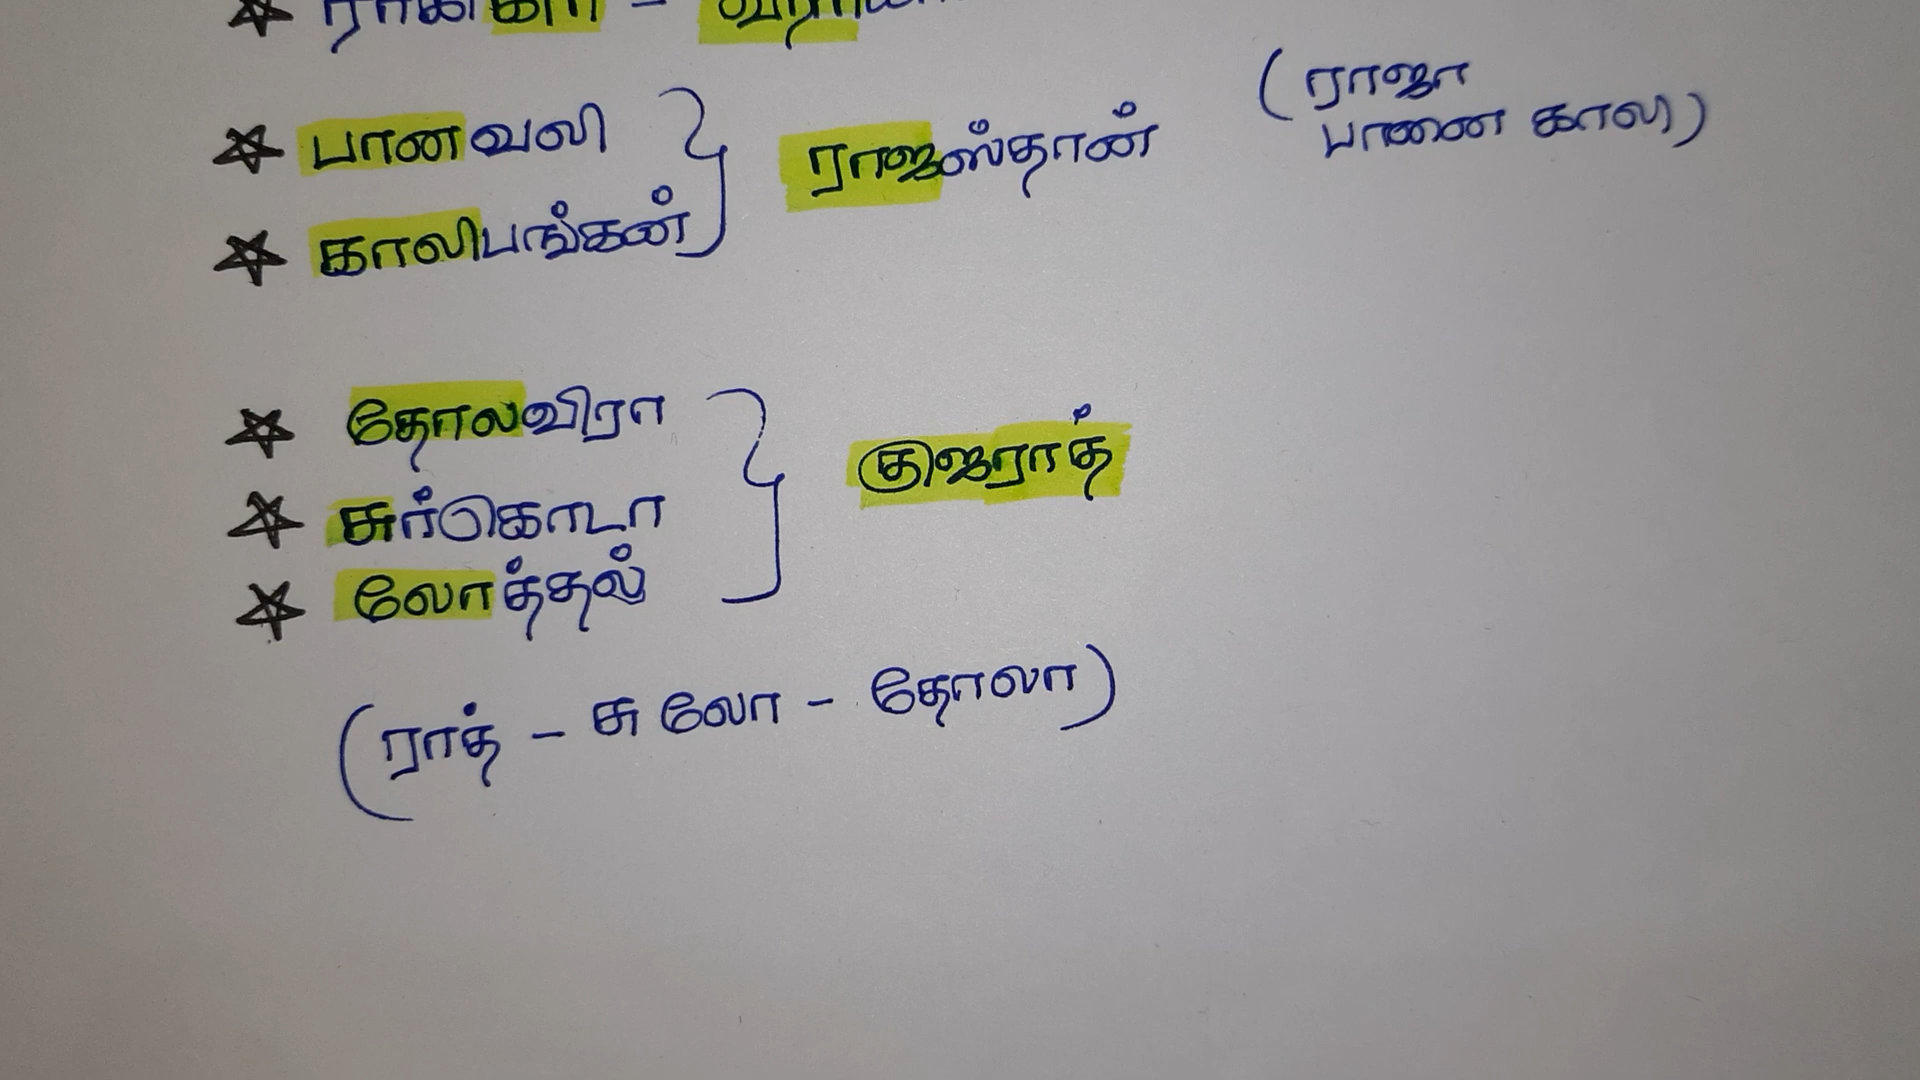 பானவலி
ராஜஸ்தான்
(ராஜா
பானை காலி)
காலிபங்கன்
தோலவிரா
சுர்கொடா
குஜராத்
லோத்தல்
(ராத் - சு லோ - தோலா)